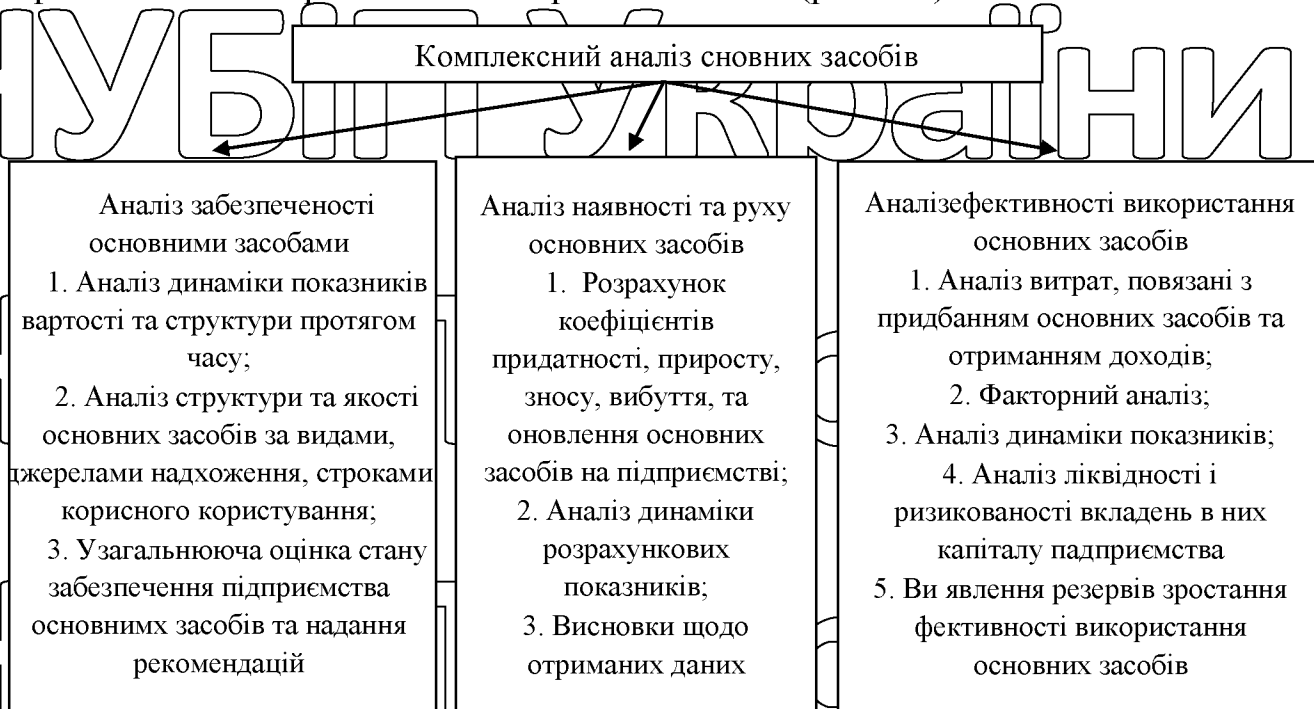 НУБіП України
Комплексний аналіз сновних засобів
Аналіз забезпеченості
основними засобами
1. Аналіз динаміки показників
вартості та структури протягом
часу;
2. Аналіз структури та якості
основних засобів за видами,
джерелами надхоження, строками
корисного користування;
3. Узагальнююча оцінка стану
забезпечення підприємства
основнимх засобів та надання
рекомендацій
Аналіз наявності та руху
основних засобів
1. Розрахунок
коефіцієнтів
придатності, приросту,
зносу, вибуття, та
оновлення основних
засобів на підприємстві;
2. Аналіз динаміки
розрахункових
показників;
3. Висновки щодо
отриманих даних
Аналізефективності використання
основних засобів
1. Аналіз витрат, повязані з
придбанням основних засобів та
отриманням доходів;
2. Факторний аналіз;
3. Аналіз динаміки показників;
4. Аналіз ліквідності і
ризикованості вкладень в них
капіталу падприємства
5. Ви явлення резервів зростання
фективності використання
основних засобів